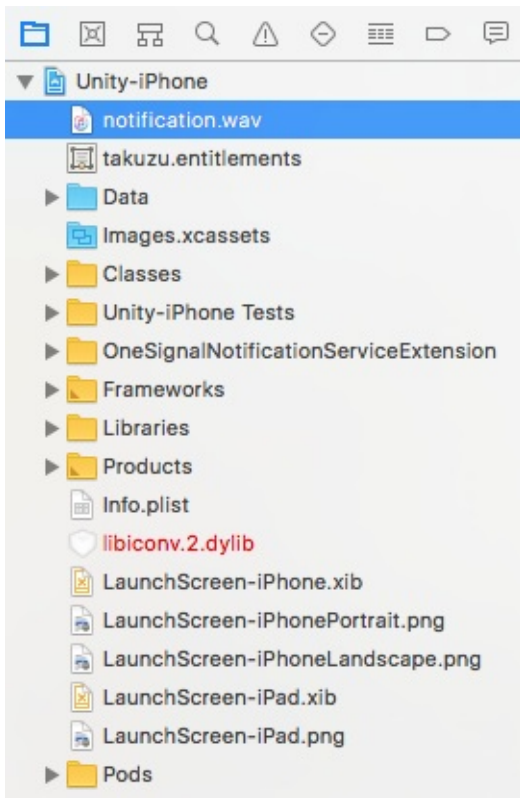 Unity-iPhone
notification.wav
takuzu.entitlements
Data
Images.xcassets
Classes
Unity-iPhone Tests
OneSignalNotificationServiceExtension
Frameworks
Libraries
Products
Info.plist
libiconv.2.dylib
LaunchScreen-iPhone.xib
LaunchScreen-iPhonePortrait.png
LaunchScreen-iPhoneLandscape.png
LaunchScreen-iPad.xib
LaunchScreen-iPad.png
Pods